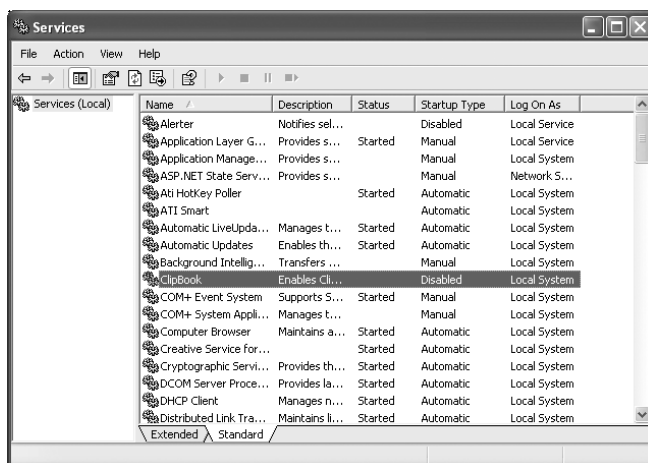 Services
File Action View Help
Services (Local)
Name Description Status Startup Type Log On As
Alerter Notifies sel... Disabled Local Service
Application Layer G... Provides s... Started Manual Local Service
Application Manage... Provides s... Manual Local System
ASP.NET State Serv... Provides s... Manual Network S...
Ati HotKey Poller Started Automatic Local System
ATI Smart Automatic Local System
Automatic LiveUpda... Manages t... Started Automatic Local System
Automatic Updates Enables th... Started Automatic Local System
Background Intellig... Transfers ... Manual Local System
ClipBook Enables Cli... Disabled Local System
COM+ Event System Supports S... Started Manual Local System
COM+ System Appli... Manages t... Manual Local System
Computer Browser Maintains a... Started Automatic Local System
Creative Service for... Started Automatic Local System
Cryptographic Servi... Provides th... Started Automatic Local System
DCOM Server Proce... Provides la... Started Automatic Local System
DHCP Client Manages n... Started Automatic Local System
Distributed Link Tra... Maintains li... Started Automatic Local System
Extended Standard